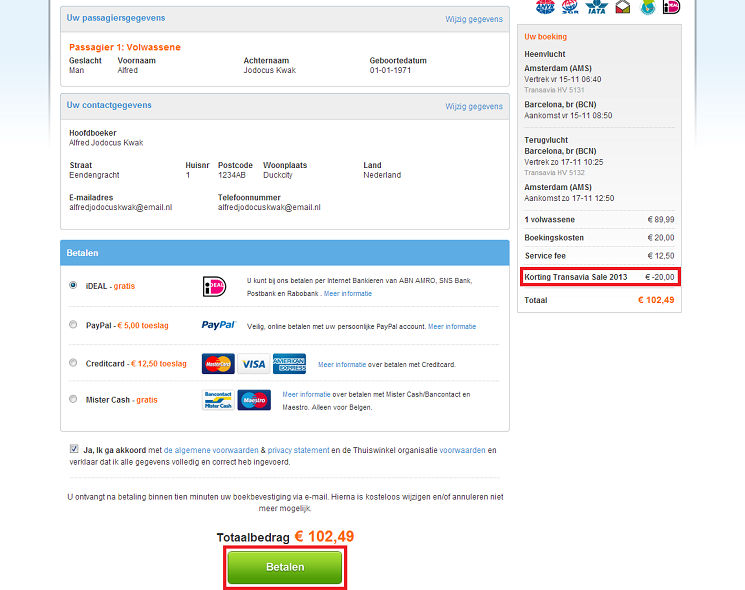 Uw passagiersgegevens
Wijzig gegevens
Passagier 1: Volwassene
Geslacht Voornaam Achternaam Geboortedatum
Man Alfred Jodocus Kwak 01-01-1971
Uw contactgegevens
Wijzig gegevens
Hoofdboeker
Alfred Jodocus Kwak
Straat Huisnr Postcode Woonplaats Land
Eendengracht 1 1234AB Duckcity Nederland
E-mailadres Telefoonnummer
alfredjodocuskwak@email.nl alfredjodocuskwak@email.nl
Betalen
iDEAL - gratis
iDEAL
U kunt bij ons betalen per Internet Bankieren van ABN AMRO, SNS Bank,
Postbank en Rabobank . Meer informatie
PayPal - € 5,00 toeslag
PayPal
Veilig, online betalen met uw persoonlijke PayPal account. Meer informatie
Creditcard - € 12,50 toeslag
MasterCard VISA AMERICAN EXPRESS
Meer informatie over betalen met Creditcard.
Mister Cash - gratis
Bancontact
Mister Cash
Maestro
Meer informatie over betalen met Mister Cash/Bancontact en
Maestro. Alleen voor Belgen.
Ja, Ik ga akkoord met de algemene voorwaarden & privacy statement en de Thuiswinkel organisatie voorwaarden en
verklaar dat ik alle gegevens volledig en correct heb ingevoerd.
U ontvangt na betaling binnen tien minuten uw boekbevestiging via e-mail. Hierna is kosteloos wijzigen en/of annuleren niet
meer mogelijk.
Totaalbedrag € 102,49
Betalen
SGR
IATA
iDEAL
Uw boeking
Heenvlucht
Amsterdam (AMS)
Vertrek vr 15-11 06:40
Transavia HV 5131
Barcelona, br (BCN)
Aankomst vr 15-11 08:50
Terugvlucht
Barcelona, br (BCN)
Vertrek zo 17-11 10:25
Transavia HV 5132
Amsterdam (AMS)
Aankomst zo 17-11 12:50
1 volwassene € 89,99
Boekingskosten € 20,00
Service fee € 12,50
Korting Transavia Sale 2013 € -20,00
Totaal € 102,49